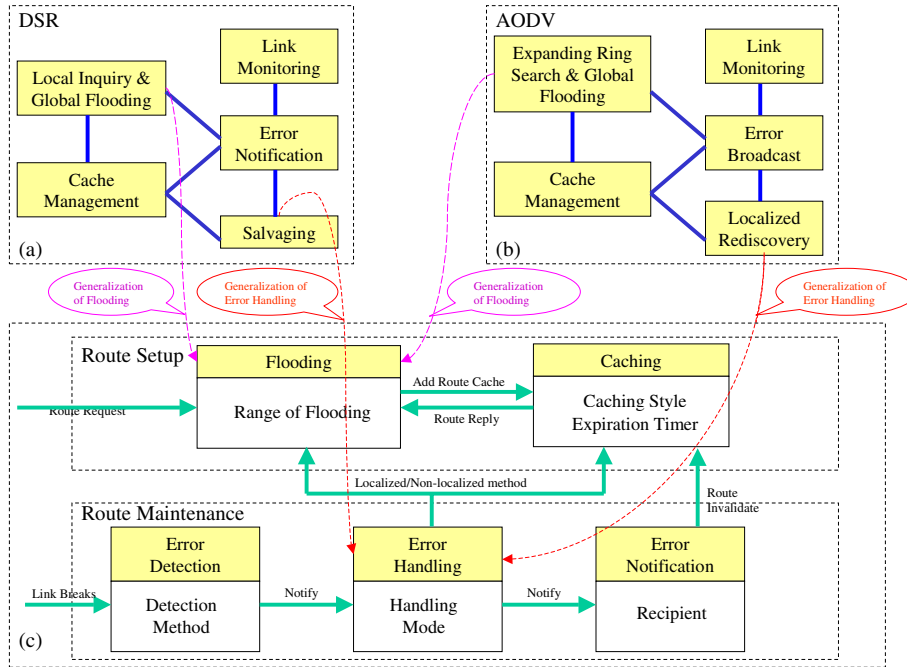 DSR
Local Inquiry &
Global Flooding
Link
Monitoring
Error
Notification
Cache
Management
Salvaging
(a)
AODV
Expanding Ring
Search & Global
Flooding
Link
Monitoring
Error
Broadcast
Cache
Management
Localized
Rediscovery
(b)
Generalization
of Flooding
Generalization of
Error Handling
Generalization
of Flooding
Generalization of
Error Handling
Route Setup
Flooding
Range of Flooding
Caching
Caching Style
Expiration Timer
Add Route Cache
Route Reply
Route Request
Localized/Non-localized method
Route
Invalidate
Route Maintenance
Error
Detection
Detection
Method
Error
Handling
Handling
Mode
Error
Notification
Recipient
Link Breaks
Notify
Notify
(c)